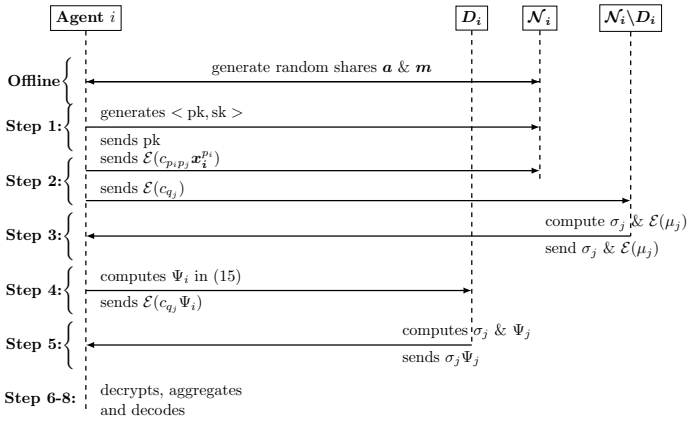 Agent i D_i N_i N_i\D_i
Offline
generate random shares a & m
Step 1:
generates < pk, sk >
sends pk
Step 2:
sends ℰ(c_{p_i p_j} x_i^{p_i})
sends ℰ(c_{q_j})
Step 3:
compute σ_j & ℰ(μ_j)
send σ_j & ℰ(μ_j)
Step 4:
computes Ψ_i in (15)
sends ℰ(c_{q_j} Ψ_i)
Step 5:
computes σ_j & Ψ_j
sends σ_j Ψ_j
Step 6-8:
decrypts, aggregates
and decodes